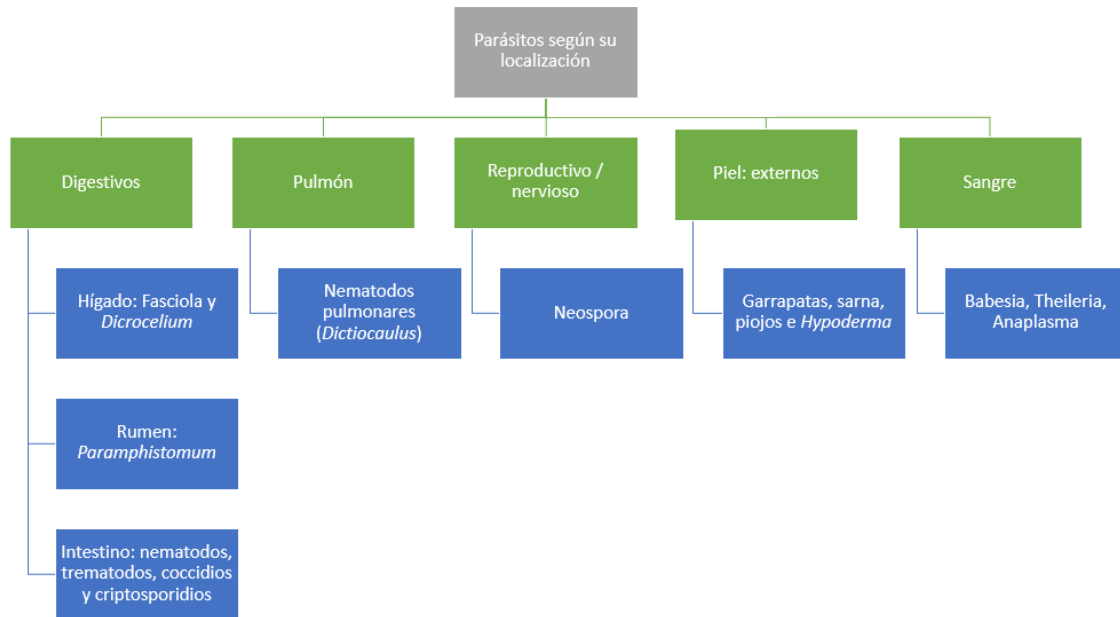 Parásitos según su
localización
Digestivos
Pulmón
Reproductivo /
nervioso
Piel: externos
Sangre
Hígado: Fasciola y
Dicrocelium
Nematodos
pulmonares
(Dictiocaulus)
Neospora
Garrapatas, sarna,
piojos e Hypoderma
Babesia, Theileria,
Anaplasma
Rumen:
Paramphistomum
Intestino: nematodos,
trematodos, coccidios
y criptosporidios